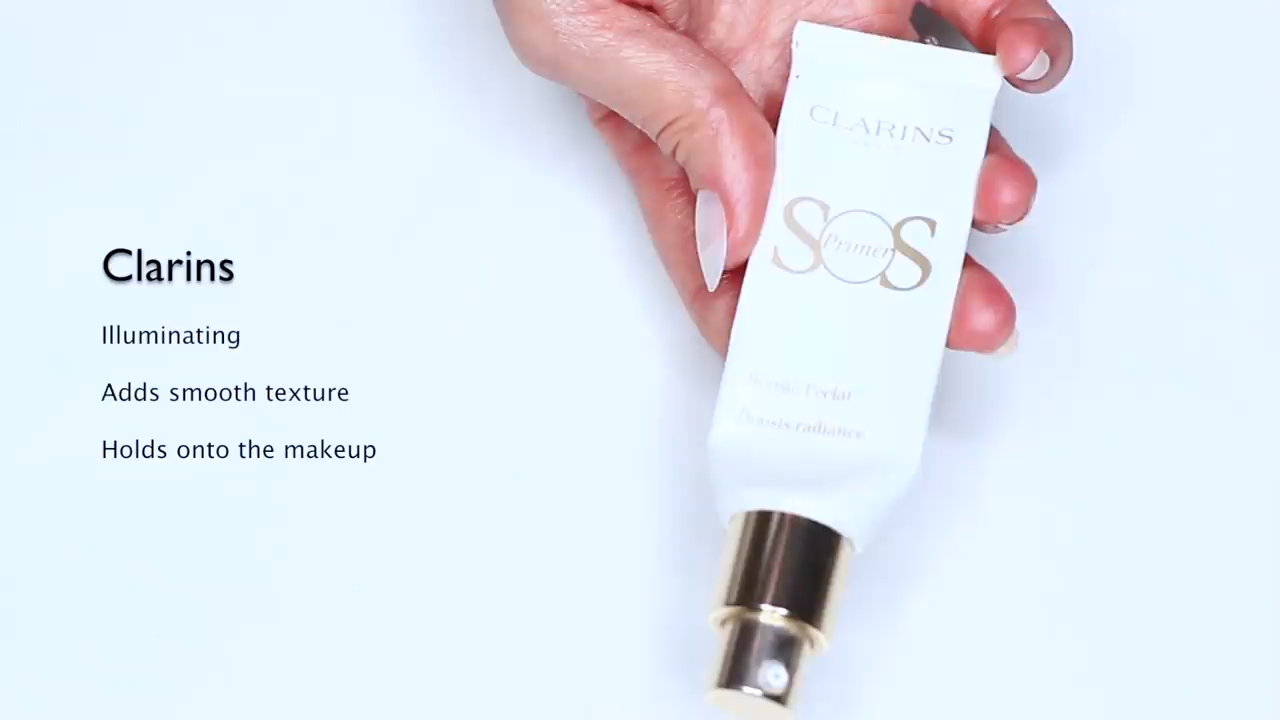 Clarins
Illuminating
Adds smooth texture
Holds onto the makeup
CLARINS
SOS
Primer
Boosts radiance